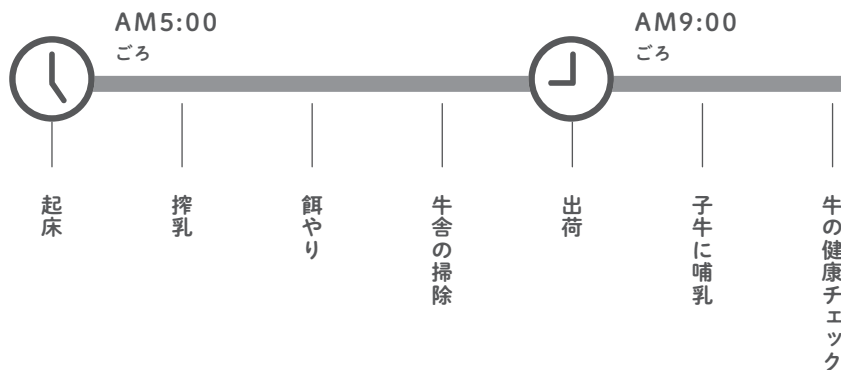 AM5:00
ごろ
起床
搾乳
餌やり
牛舎の掃除
AM9:00
ごろ
出荷
子牛に哺乳
牛の健康チェック